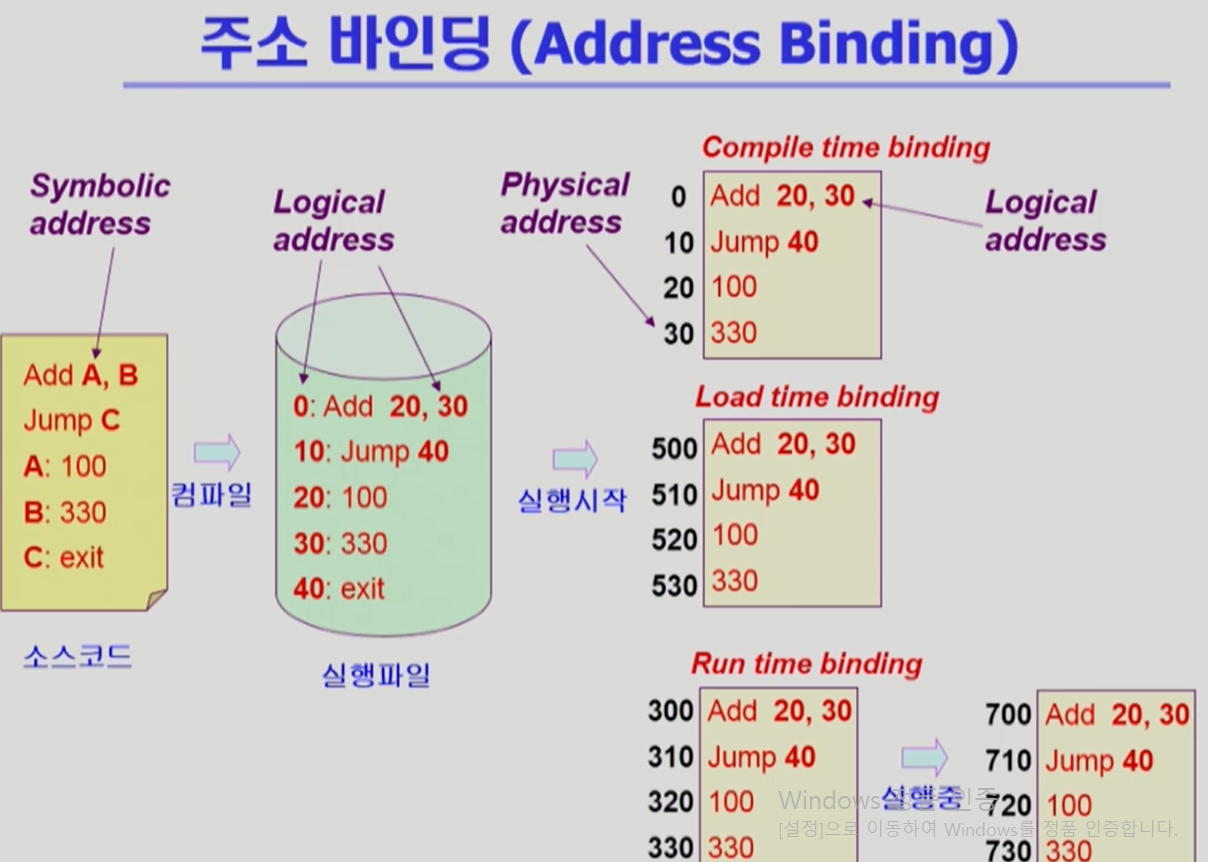 주소 바인딩 (Address Binding)
Symbolic
address
Add A, B
Jump C
A: 100
B: 330
C: exit
소스코드
컴파일
Logical
address
0: Add 20, 30
10: Jump 40
20: 100
30: 330
40: exit
실행파일
실행시작
Physical
address
Compile time binding
0 Add 20, 30
10 Jump 40
20 100
30 330
Logical
address
Load time binding
500 Add 20, 30
510 Jump 40
520 100
530 330
Run time binding
300 Add 20, 30
310 Jump 40
320 100
330 330
실행중
700 Add 20, 30
710 Jump 40
720 100
730 330
Windows 정품 인증
[설정]으로 이동하여 Windows를 정품 인증합니다.